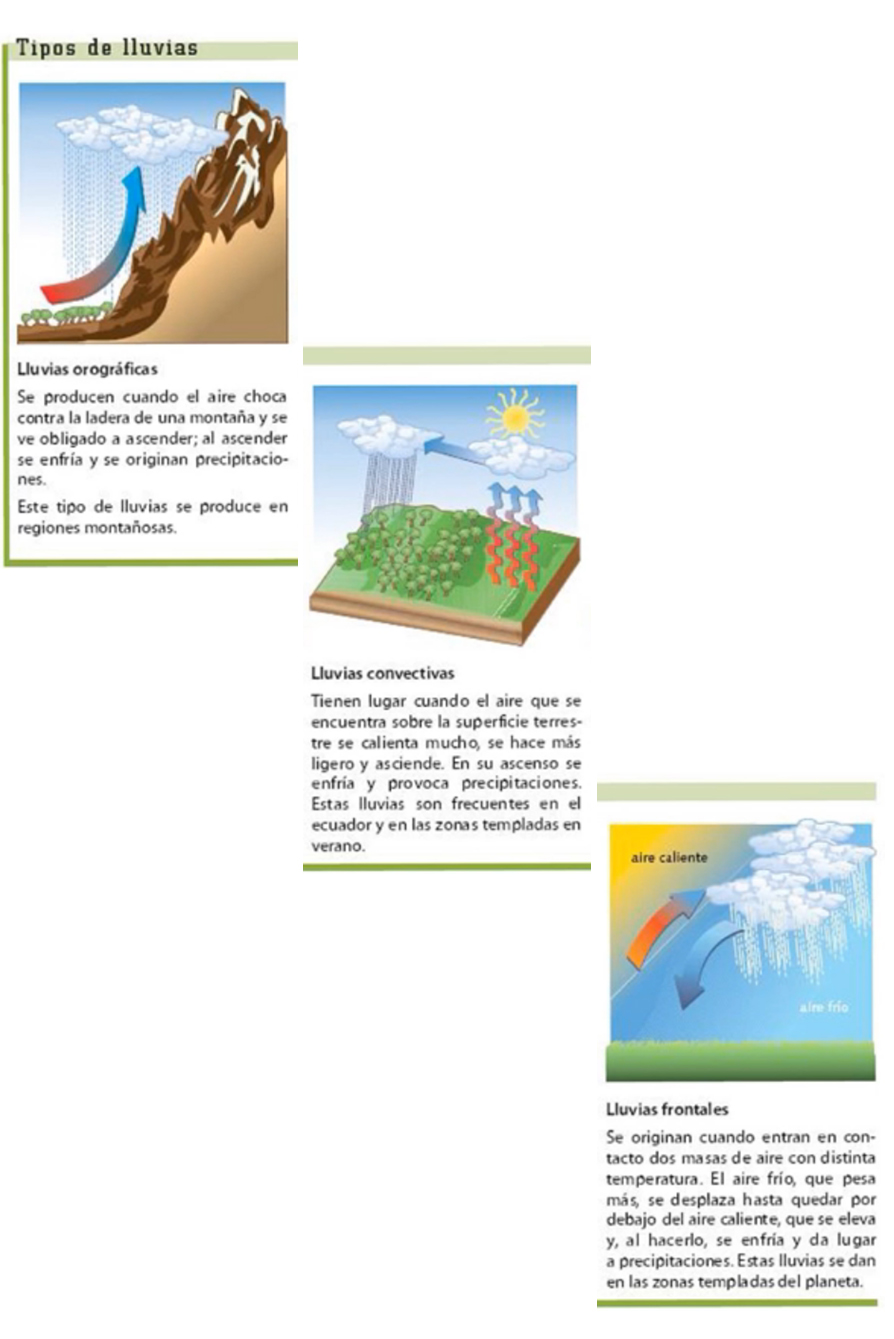 Tipos de lluvias
Lluvias orográficas
Se producen cuando el aire choca
contra la ladera de una montaña y se
ve obligado a ascender; al ascender
se enfría y se originan precipitacio-
nes.
Este tipo de lluvias se produce en
regiones montañosas.
Lluvias convectivas
Tienen lugar cuando el aire que se
encuentra sobre la superficie terres-
tre se calienta mucho, se hace más
ligero y asciende. En su ascenso se
enfría y provoca precipitaciones.
Estas lluvias son frecuentes en el
ecuador y en las zonas templadas en
verano.
aire caliente
aire frío
Lluvias frontales
Se originan cuando entran en con-
tacto dos masas de aire con distinta
temperatura. El aire frío, que pesa
más, se desplaza hasta quedar por
debajo del aire caliente, que se eleva
y, al hacerlo, se enfría y da lugar
a precipitaciones. Estas lluvias se dan
en las zonas templadas del planeta.